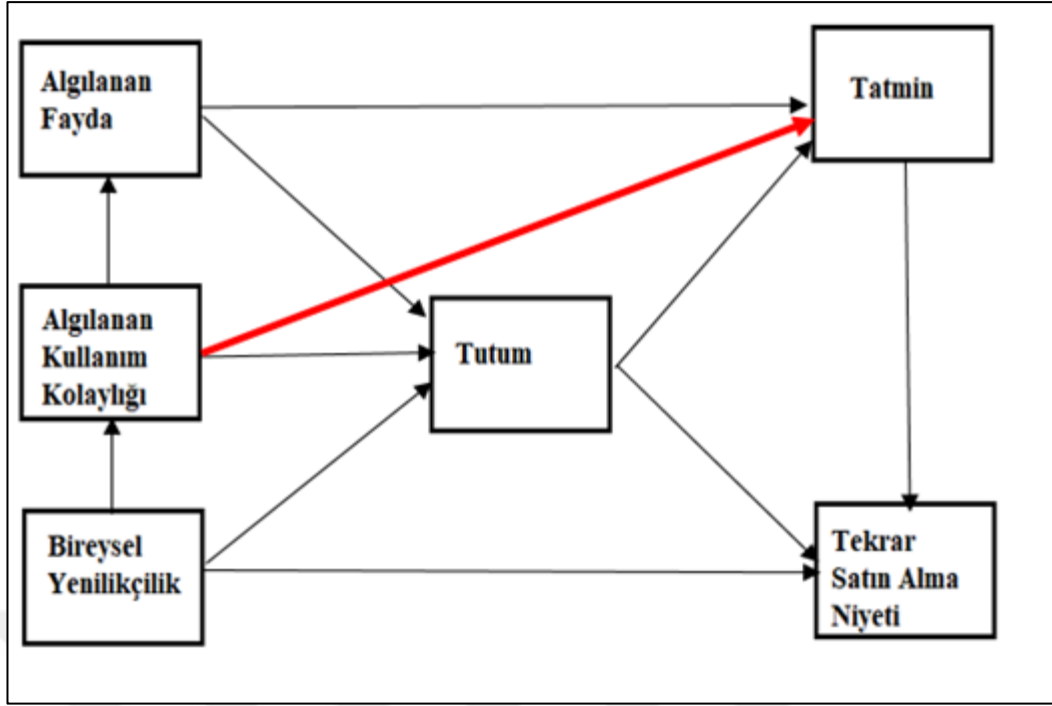 Algılanan
Fayda
Tatmin
Algılanan
Kullanım
Kolaylığı
Tutum
Bireysel
Yenilikçilik
Tekrar
Satın Alma
Niyeti